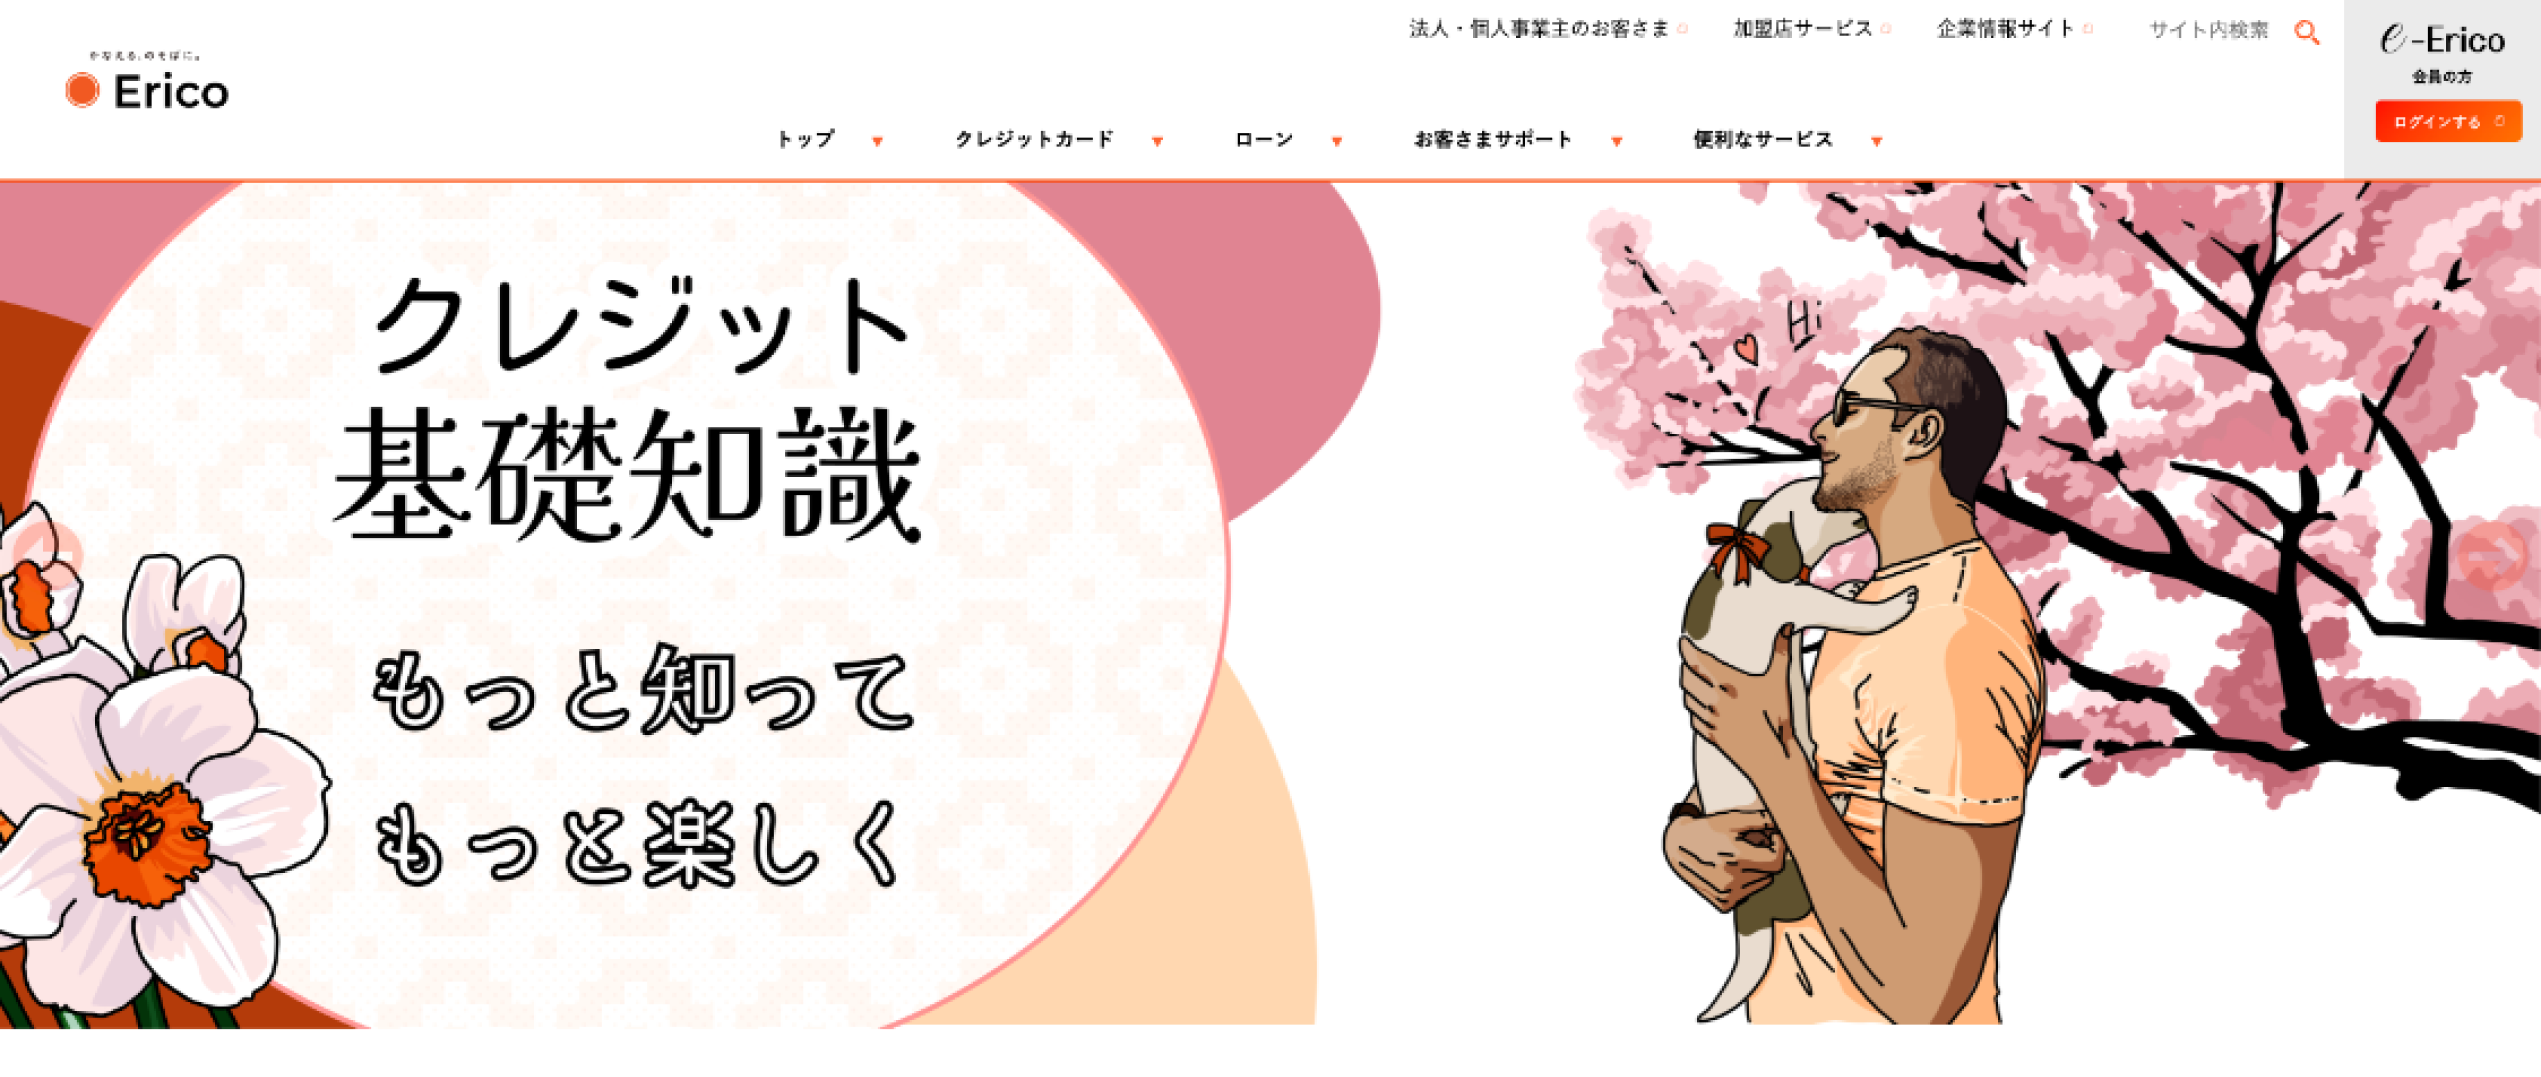 法人・個人事業主のお客さま 加盟店サービス 企業情報サイト サイト内検索
e-Erico
会員の方
ログインする
かなえる、のそばに。
Erico
トップ クレジットカード ローン お客さまサポート 便利なサービス
クレジット
基礎知識
もっと知って
もっと楽しく
Hi